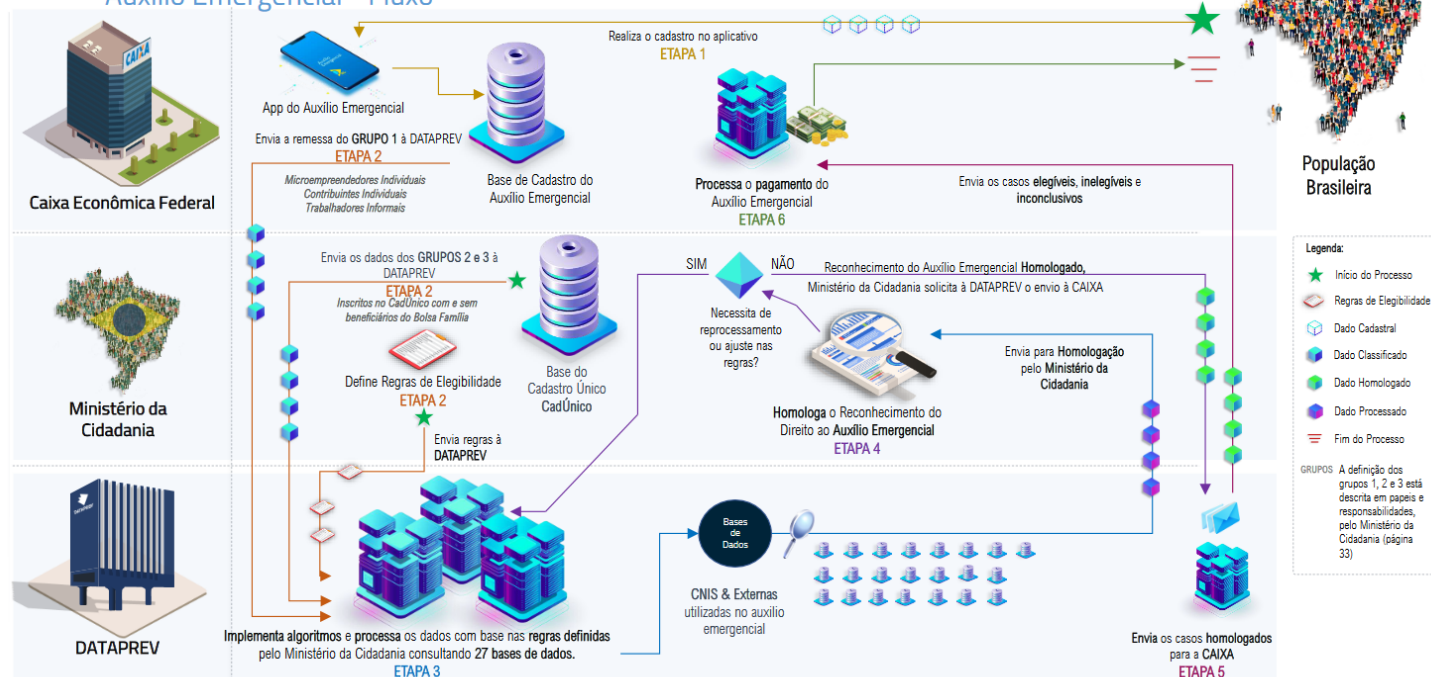 Auxílio Emergencial - Fluxo
CAIXA
Caixa Econômica Federal
App do Auxílio Emergencial
Envia a remessa do GRUPO 1 à DATAPREV
ETAPA 2
Microempreendedores Individuais
Contribuintes Individuais
Trabalhadores Informais
Base de Cadastro do
Auxílio Emergencial
Realiza o cadastro no aplicativo
ETAPA 1
Processa o pagamento do
Auxílio Emergencial
ETAPA 6
Envia os casos elegíveis, inelegíveis e
inconclusivos
População
Brasileira
Ministério da
Cidadania
Envia os dados dos GRUPOS 2 e 3 à
DATAPREV
ETAPA 2
Inscritos no CadÚnico com e sem
beneficiários do Bolsa Família
Define Regras de Elegibilidade
ETAPA 2
Envia regras à
DATAPREV
Base do
Cadastro Único
CadÚnico
SIM
NÃO
Necessita de
reprocessamento
ou ajuste nas
regras?
Reconhecimento do Auxílio Emergencial Homologado,
Ministério da Cidadania solicita à DATAPREV o envio à CAIXA
Homologa o Reconhecimento do
Direito ao Auxílio Emergencial
ETAPA 4
Envia para Homologação
pelo Ministério da
Cidadania
DATAPREV
DATAPREV
Implementa algoritmos e processa os dados com base nas regras definidas
pelo Ministério da Cidadania consultando 27 bases de dados.
ETAPA 3
Bases
de
Dados
CNIS & Externas
utilizadas no auxílio
emergencial
Envia os casos homologados
para a CAIXA
ETAPA 5
Legenda:
Início do Processo
Regras de Elegibilidade
Dado Cadastral
Dado Classificado
Dado Homologado
Dado Processado
Fim do Processo
GRUPOS A definição dos
grupos 1, 2 e 3 está
descrita em papeis e
responsabilidades,
pelo Ministério da
Cidadania (página
33)